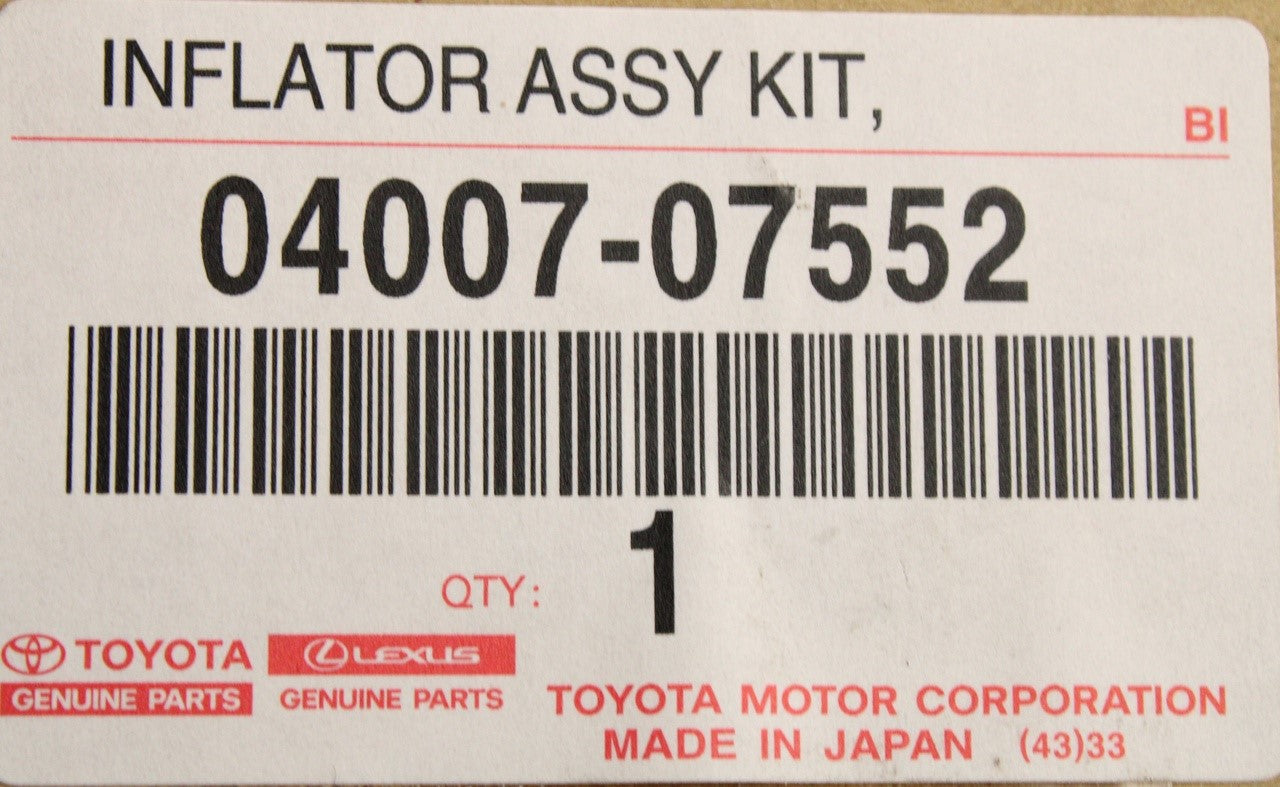 INFLATOR ASSY KIT,
BI
04007-07552
1
QTY:
TOYOTA
LEXUS
GENUINE PARTS
GENUINE PARTS
TOYOTA MOTOR CORPORATION
MADE IN JAPAN (43)33